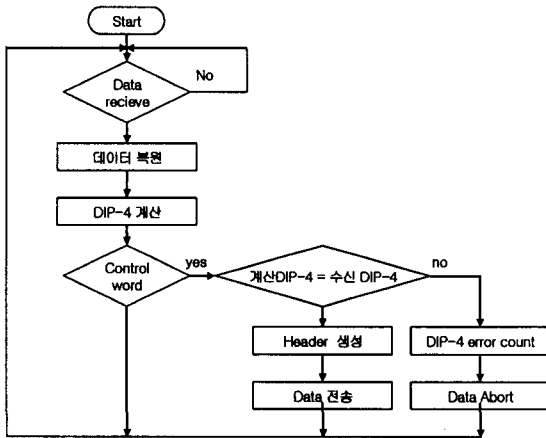 Start
No
Data
recieve
데이터 복원
DIP-4 계산
Control
word
yes
계산DIP-4 = 수신 DIP-4
no
Header 생성
DIP-4 error count
Data 전송
Data Abort